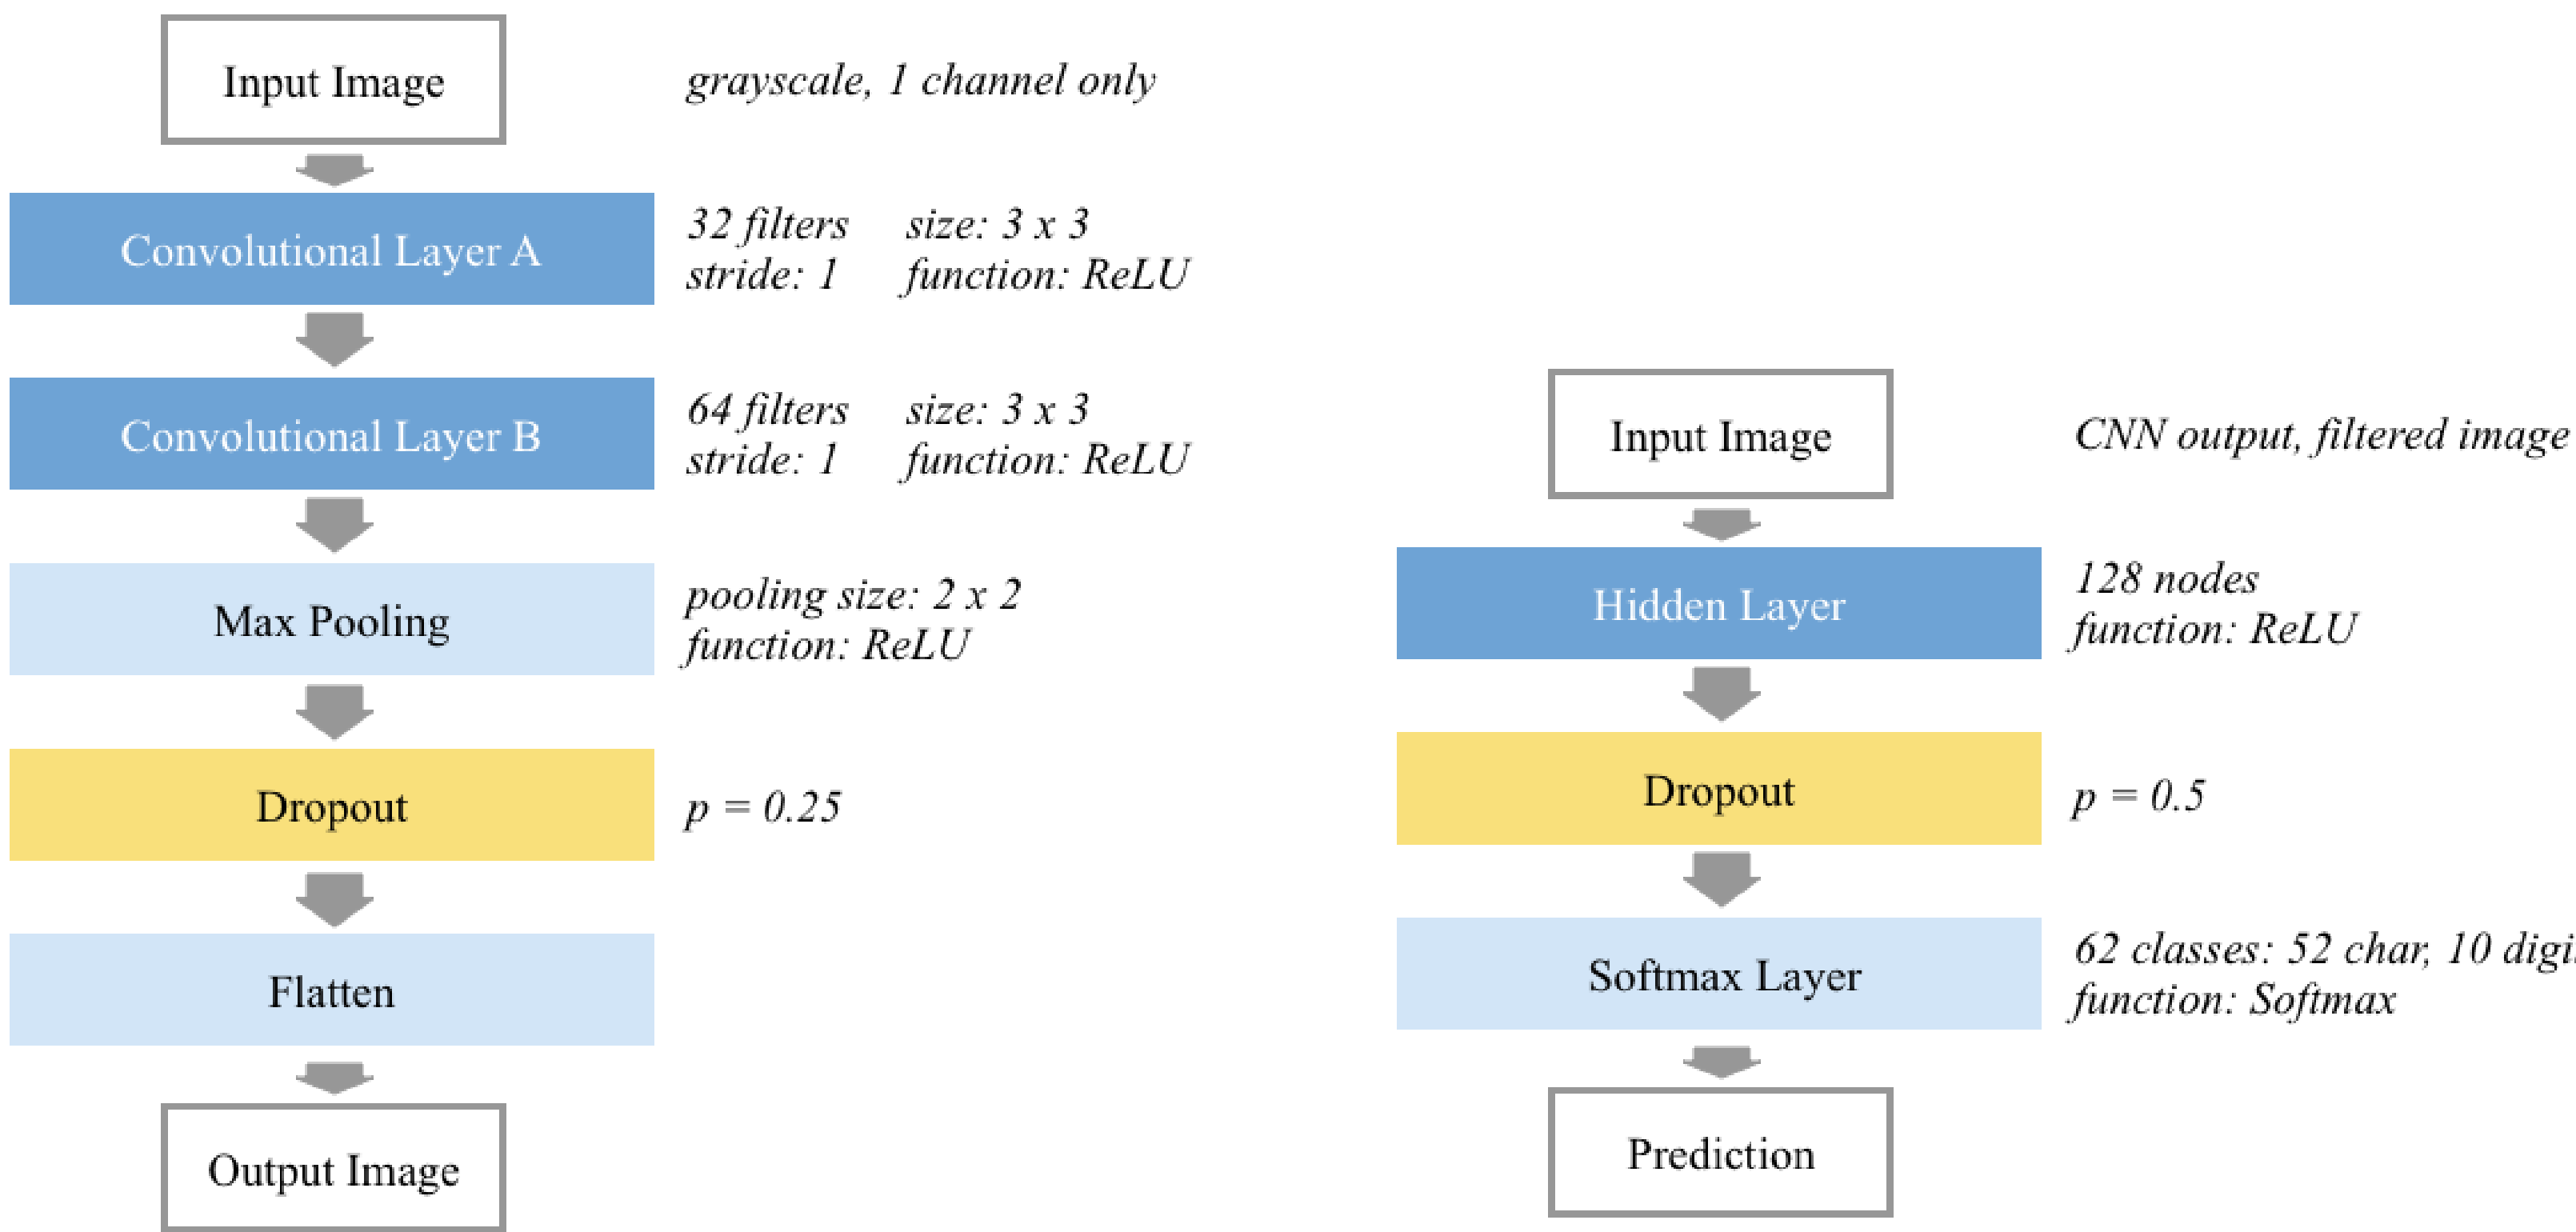 Input Image
grayscale, 1 channel only
Convolutional Layer A
32 filters size: 3 x 3
stride: 1 function: ReLU
Convolutional Layer B
64 filters size: 3 x 3
stride: 1 function: ReLU
Max Pooling
pooling size: 2 x 2
function: ReLU
Dropout
p = 0.25
Flatten
Output Image
Input Image
CNN output, filtered image
Hidden Layer
128 nodes
function: ReLU
Dropout
p = 0.5
Softmax Layer
62 classes: 52 char, 10
function: Softmax
Prediction